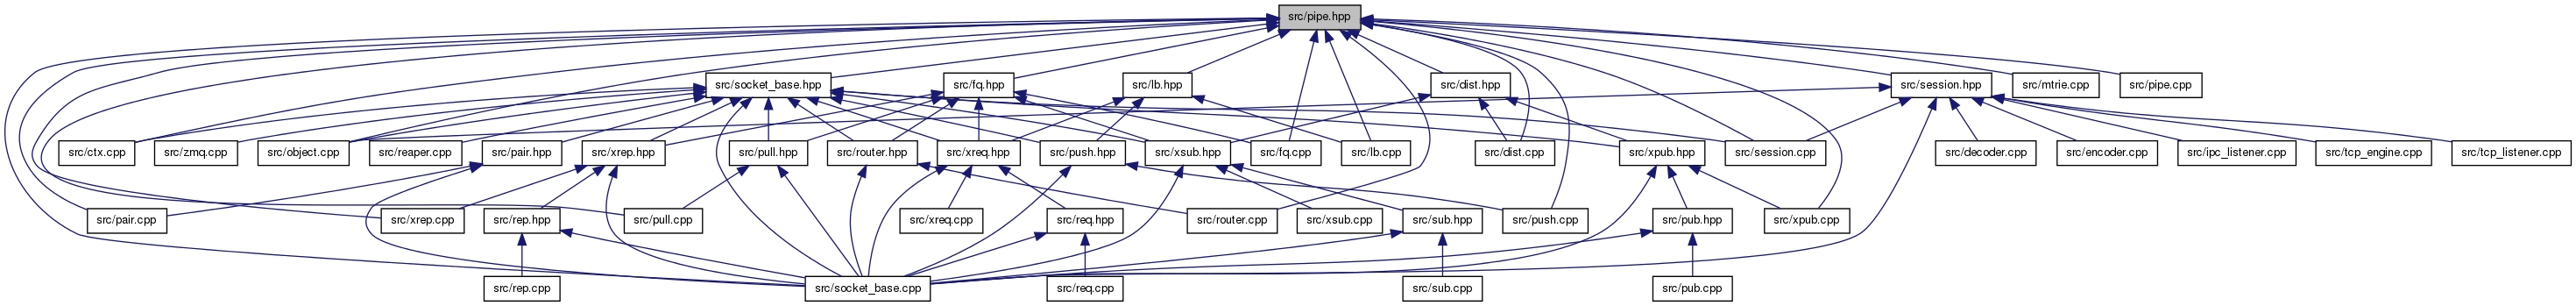 src/pipe.hpp
src/socket_base.hpp
src/fq.hpp
src/lb.hpp
src/dist.hpp
src/session.hpp
src/mtrie.cpp
src/pipe.cpp
src/ctx.cpp
src/zmq.cpp
src/object.cpp
src/reaper.cpp
src/pair.hpp
src/xrep.hpp
src/pull.hpp
src/router.hpp
src/xreq.hpp
src/push.hpp
src/xsub.hpp
src/fq.cpp
src/lb.cpp
src/dist.cpp
src/xpub.hpp
src/session.cpp
src/decoder.cpp
src/encoder.cpp
src/ipc_listener.cpp
src/tcp_engine.cpp
src/tcp_listener.cpp
src/pair.cpp
src/xrep.cpp
src/rep.hpp
src/pull.cpp
src/xreq.cpp
src/req.hpp
src/router.cpp
src/xsub.cpp
src/sub.hpp
src/push.cpp
src/pub.hpp
src/xpub.cpp
src/rep.cpp
src/socket_base.cpp
src/req.cpp
src/sub.cpp
src/pub.cpp